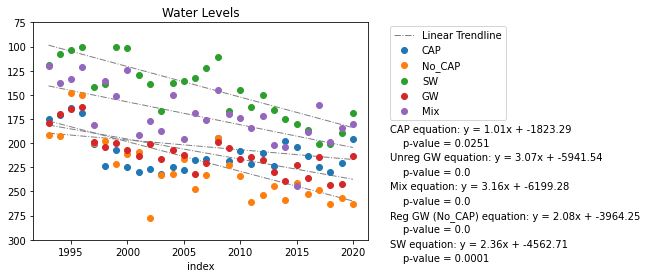 Water Levels
75
100
125
150
175
200
225
250
275
300
1995
2000
2005
2010
2015
2020
index
Linear Trendline
CAP
No_CAP
SW
GW
Mix
CAP equation: y = 1.01x + -1823.29
p-value = 0.0251
Unreg GW equation: y = 3.07x + -5941.54
p-value = 0.0
Mix equation: y = 3.16x + -6199.28
p-value = 0.0
Reg GW (No_CAP) equation: y = 2.08x + -3964.25
p-value = 0.0
SW equation: y = 2.36x + -4562.71
p-value = 0.0001